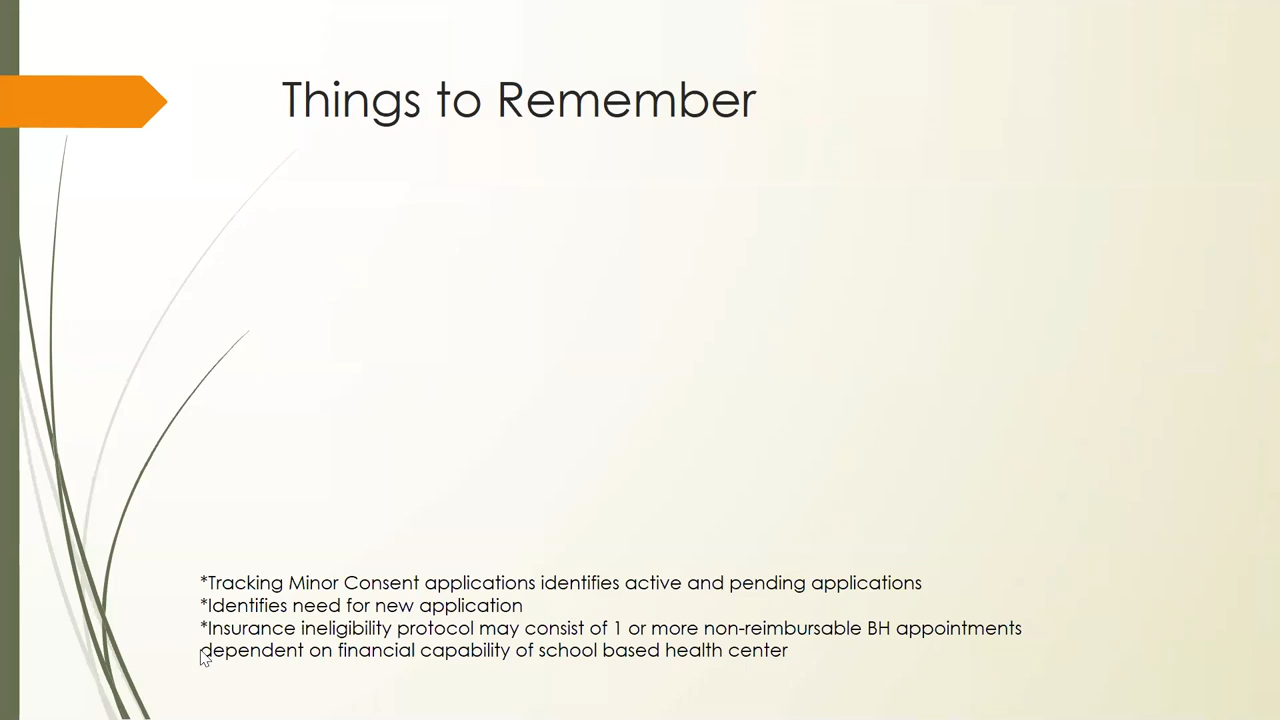 Things to Remember
*Tracking Minor Consent applications identifies active and pending applications
*Identifies need for new application
*Insurance ineligibility protocol may consist of 1 or more non-reimbursable BH appointments
dependent on financial capability of school based health center